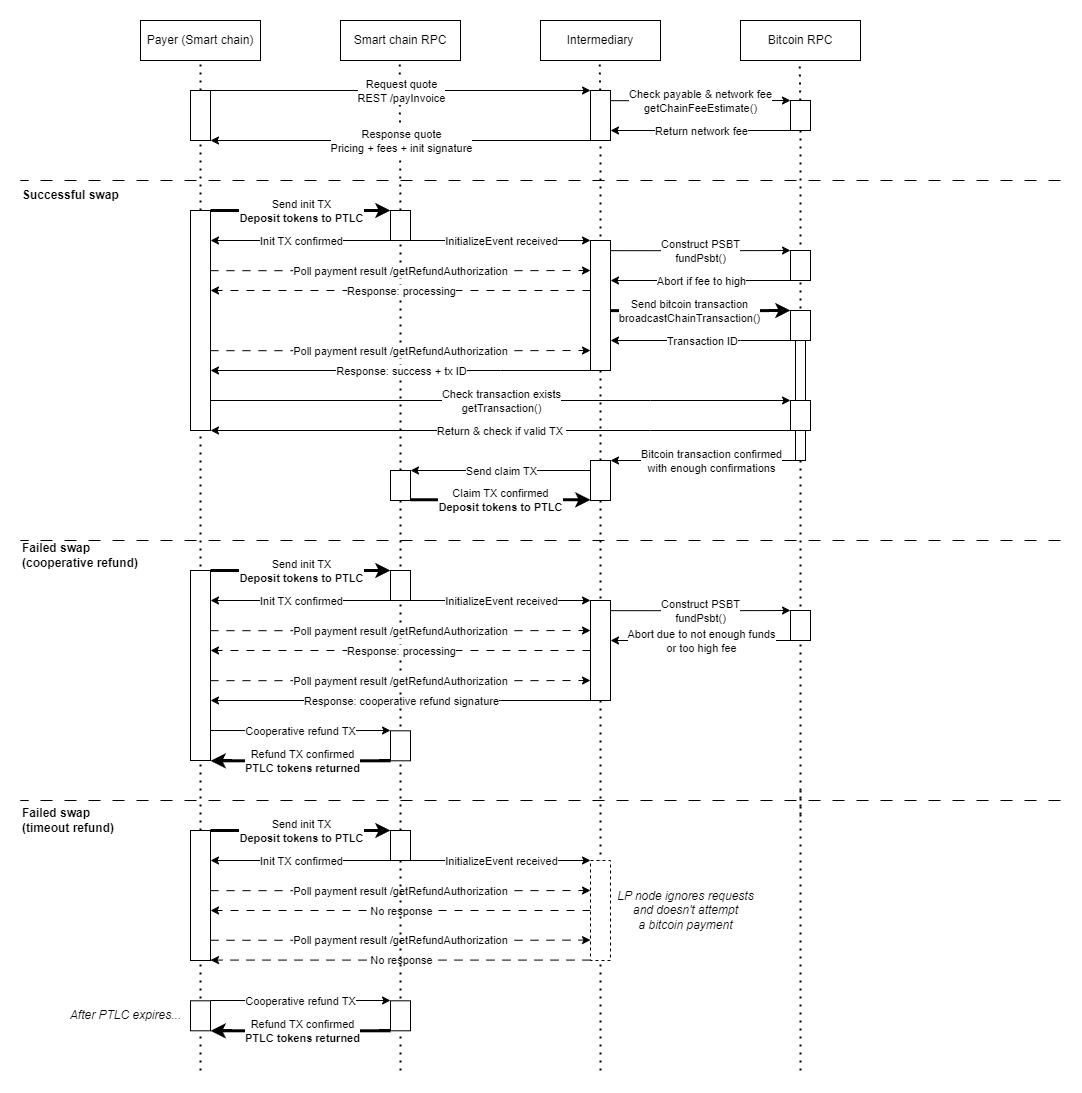 Payer (Smart chain)
Smart chain RPC
Intermediary
Bitcoin RPC
Request quote
REST /payInvoice
Check payable & network fee
getChainFeeEstimate()
Return network fee
Response quote
Pricing + fees + init signature
Successful swap
Send init TX
Deposit tokens to PTLC
Init TX confirmed
InitializeEvent received
Construct PSBT
fundPsbt()
Poll payment result /getRefundAuthorization
Abort if fee to high
Response: processing
Send bitcoin transaction
broadcastChainTransaction()
Transaction ID
Poll payment result /getRefundAuthorization
Response: success + tx ID
Check transaction exists
getTransaction()
Return & check if valid TX
Bitcoin transaction confirmed
with enough confirmations
Send claim TX
Claim TX confirmed
Deposit tokens to PTLC
Failed swap
(cooperative refund)
Send init TX
Deposit tokens to PTLC
Init TX confirmed
InitializeEvent received
Construct PSBT
fundPsbt()
Poll payment result /getRefundAuthorization
Abort due to not enough funds
or too high fee
Response: processing
Poll payment result /getRefundAuthorization
Response: cooperative refund signature
Cooperative refund TX
Refund TX confirmed
PTLC tokens returned
Failed swap
(timeout refund)
Send init TX
Deposit tokens to PTLC
Init TX confirmed
InitializeEvent received
Poll payment result /getRefundAuthorization
No response
LP node ignores requests
and doesn't attempt
a bitcoin payment
Poll payment result /getRefundAuthorization
No response
After PTLC expires...
Cooperative refund TX
Refund TX confirmed
PTLC tokens returned